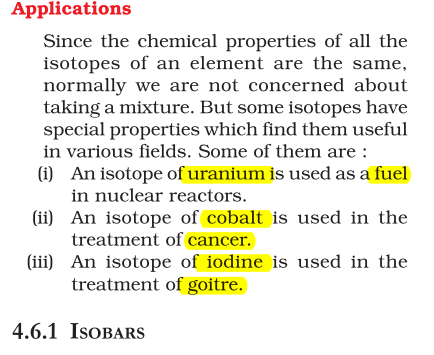 Applications
Since the chemical properties of all the
isotopes of an element are the same,
normally we are not concerned about
taking a mixture. But some isotopes have
special properties which find them useful
in various fields. Some of them are :
(i) An isotope of uranium is used as a fuel
in nuclear reactors.
(ii) An isotope of cobalt is used in the
treatment of cancer.
(iii) An isotope of iodine is used in the
treatment of goitre.
4.6.1 ISOBARS